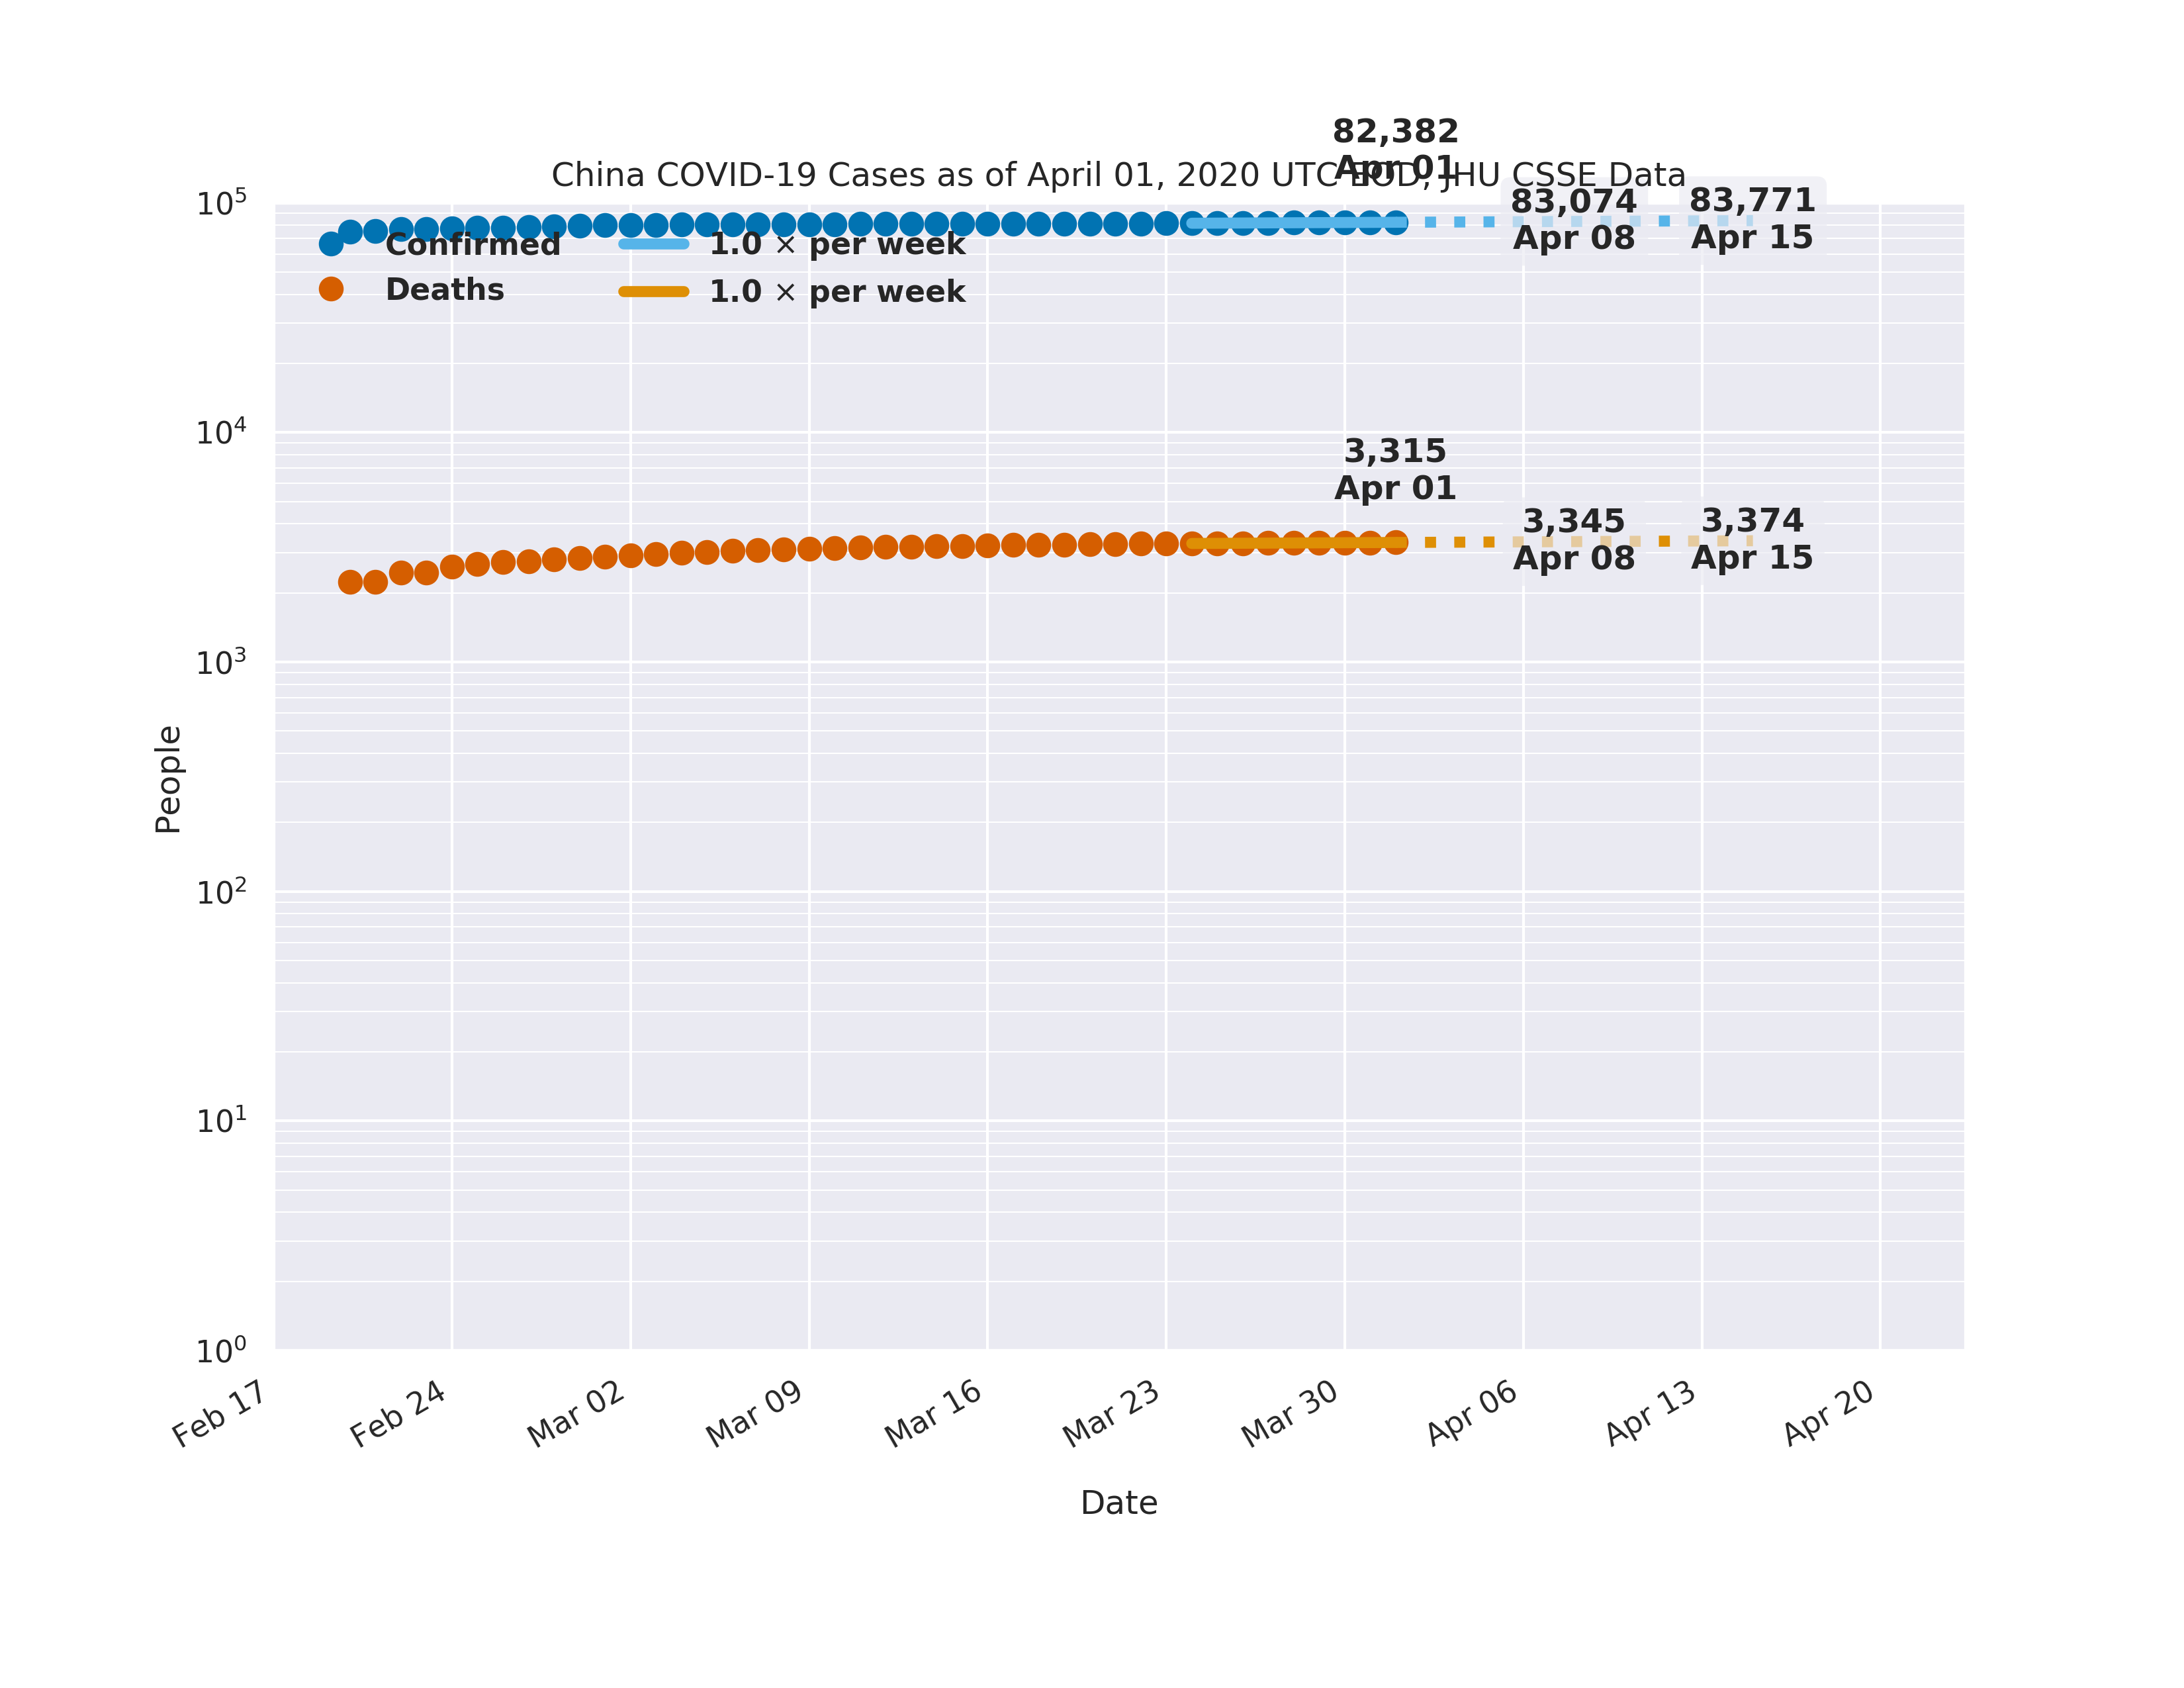 82,382
Apr 01
China COVID-19 Cases as of April 01, 2020 UTC EOD, JHU CSSE Data
83,074
Apr 08
83,771
Apr 15
Confirmed
Deaths
1.0 × per week
1.0 × per week
3,315
Apr 01
3,345
Apr 08
3,374
Apr 15
10⁵
10⁴
10³
10²
10¹
10⁰
People
Feb 17
Feb 24
Mar 02
Mar 09
Mar 16
Mar 23
Mar 30
Apr 06
Apr 13
Apr 20
Date